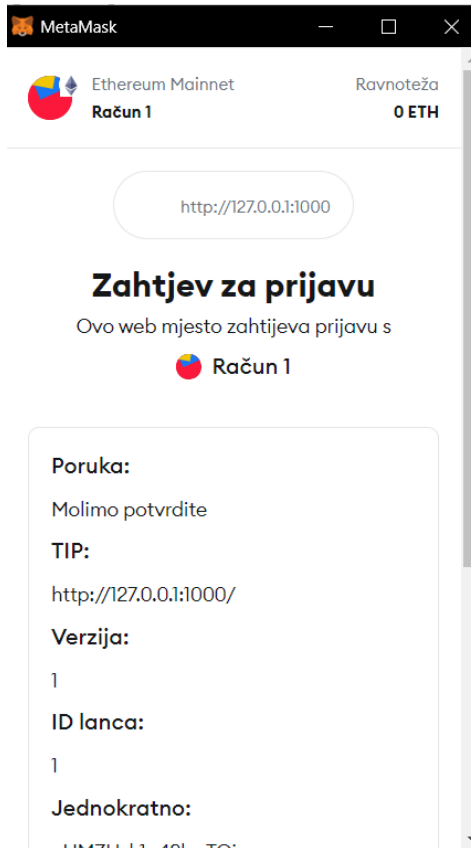 MetaMask
Ethereum Mainnet
Račun 1
Ravnoteža
0 ETH
http://127.0.0.1:1000
Zahtjev za prijavu
Ovo web mjesto zahtijeva prijavu s
Račun 1
Poruka:
Molimo potvrdite
TIP:
http://127.0.0.1:1000/
Verzija:
1
ID lanca:
1
Jednokratno: